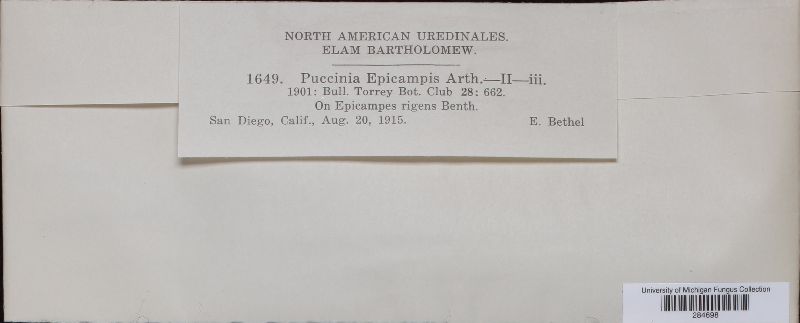 NORTH AMERICAN UREDINALES.
ELAM BARTHOLOMEW.
1649. Puccinia Epicampis Arth.—II—iii.
1901: Bull. Torrey Bot. Club 28: 662.
On Epicampes rigens Benth.
San Diego, Calif., Aug. 20, 1915. E. Bethel
University of Michigan Fungus Collection
284698